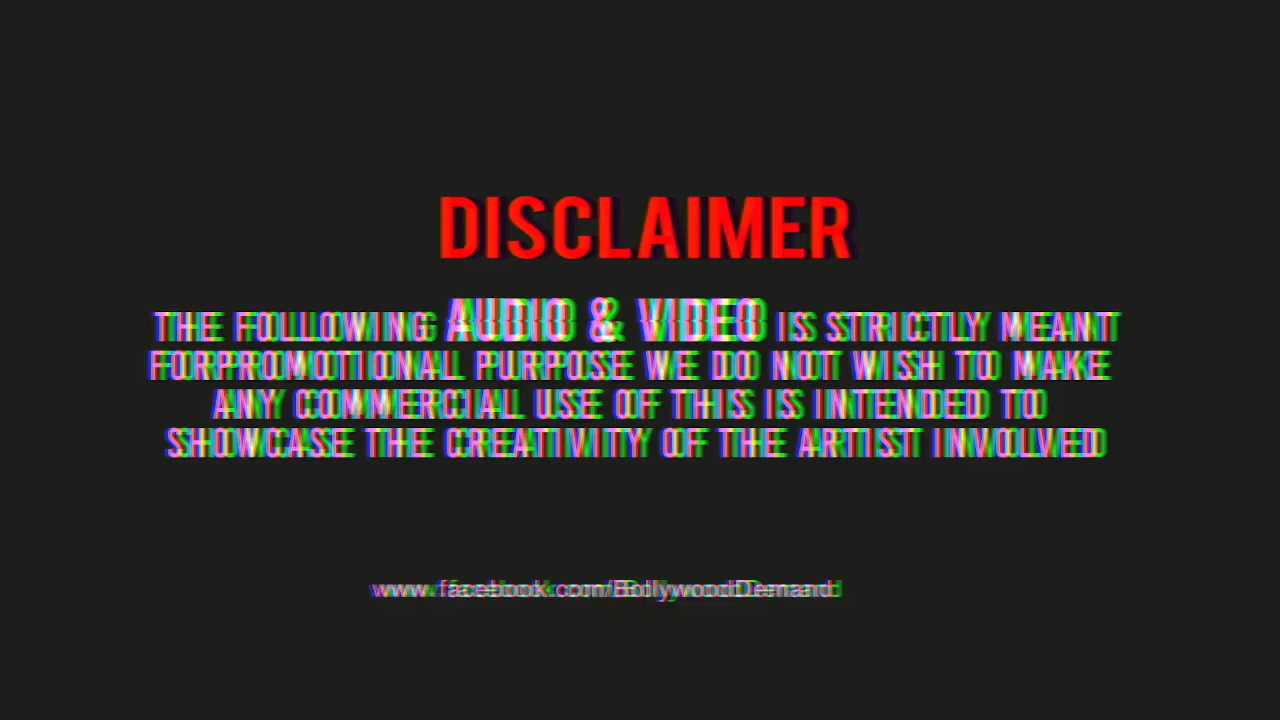 DISCLAIMER
THE FOLLOWING AUDIO & VIDEO IS STRICTLY MEANT
FORPROMOTIONAL PURPOSE WE DO NOT WISH TO MAKE
ANY COMMERCIAL USE OF THIS IS INTENDED TO
SHOWCASE THE CREATIVITY OF THE ARTIST INVOLVED
www.facebook.com/BollywoodDemand